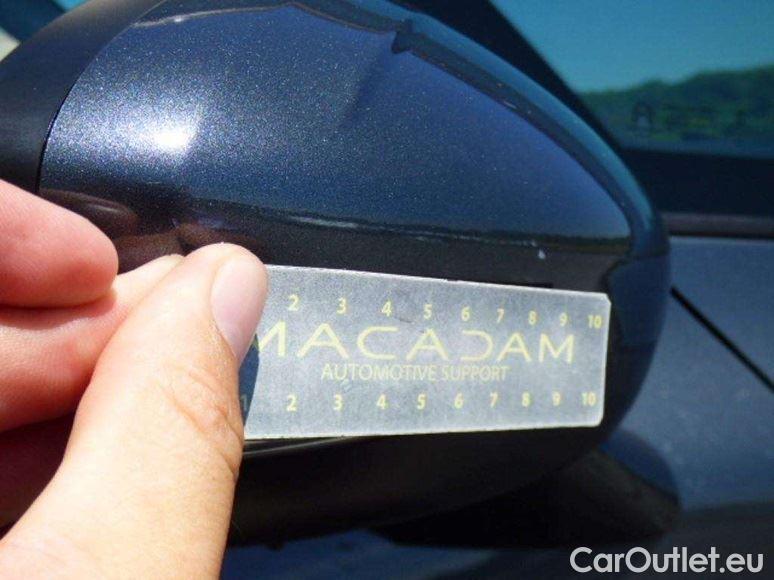 2 3 4 5 6 7 8 9 10
MACADAM
AUTOMOTIVE SUPPORT
1 2 3 4 5 6 7 8 9 10
CarOutlet.eu